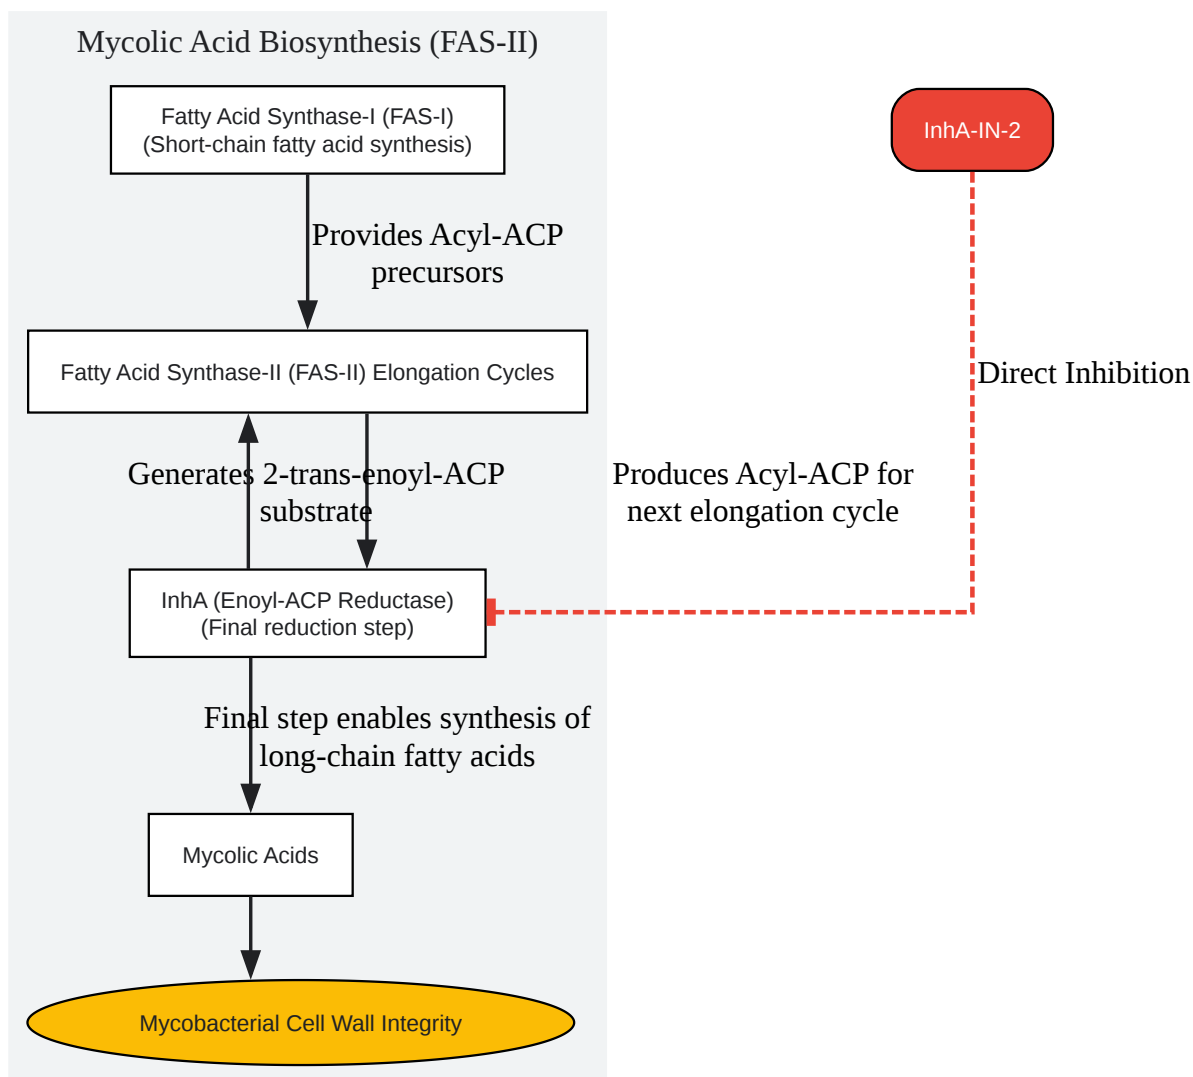 Mycolic Acid Biosynthesis (FAS-II)
Fatty Acid Synthase-I (FAS-I)
(Short-chain fatty acid synthesis)
InhA-IN-2
Provides Acyl-ACP
precursors
Fatty Acid Synthase-II (FAS-II) Elongation Cycles
Direct Inhibition
Generates 2-trans-enoyl-ACP
substrate
Produces Acyl-ACP for
next elongation cycle
InhA (Enoyl-ACP Reductase)
(Final reduction step)
Final step enables synthesis of
long-chain fatty acids
Mycolic Acids
Mycobacterial Cell Wall Integrity